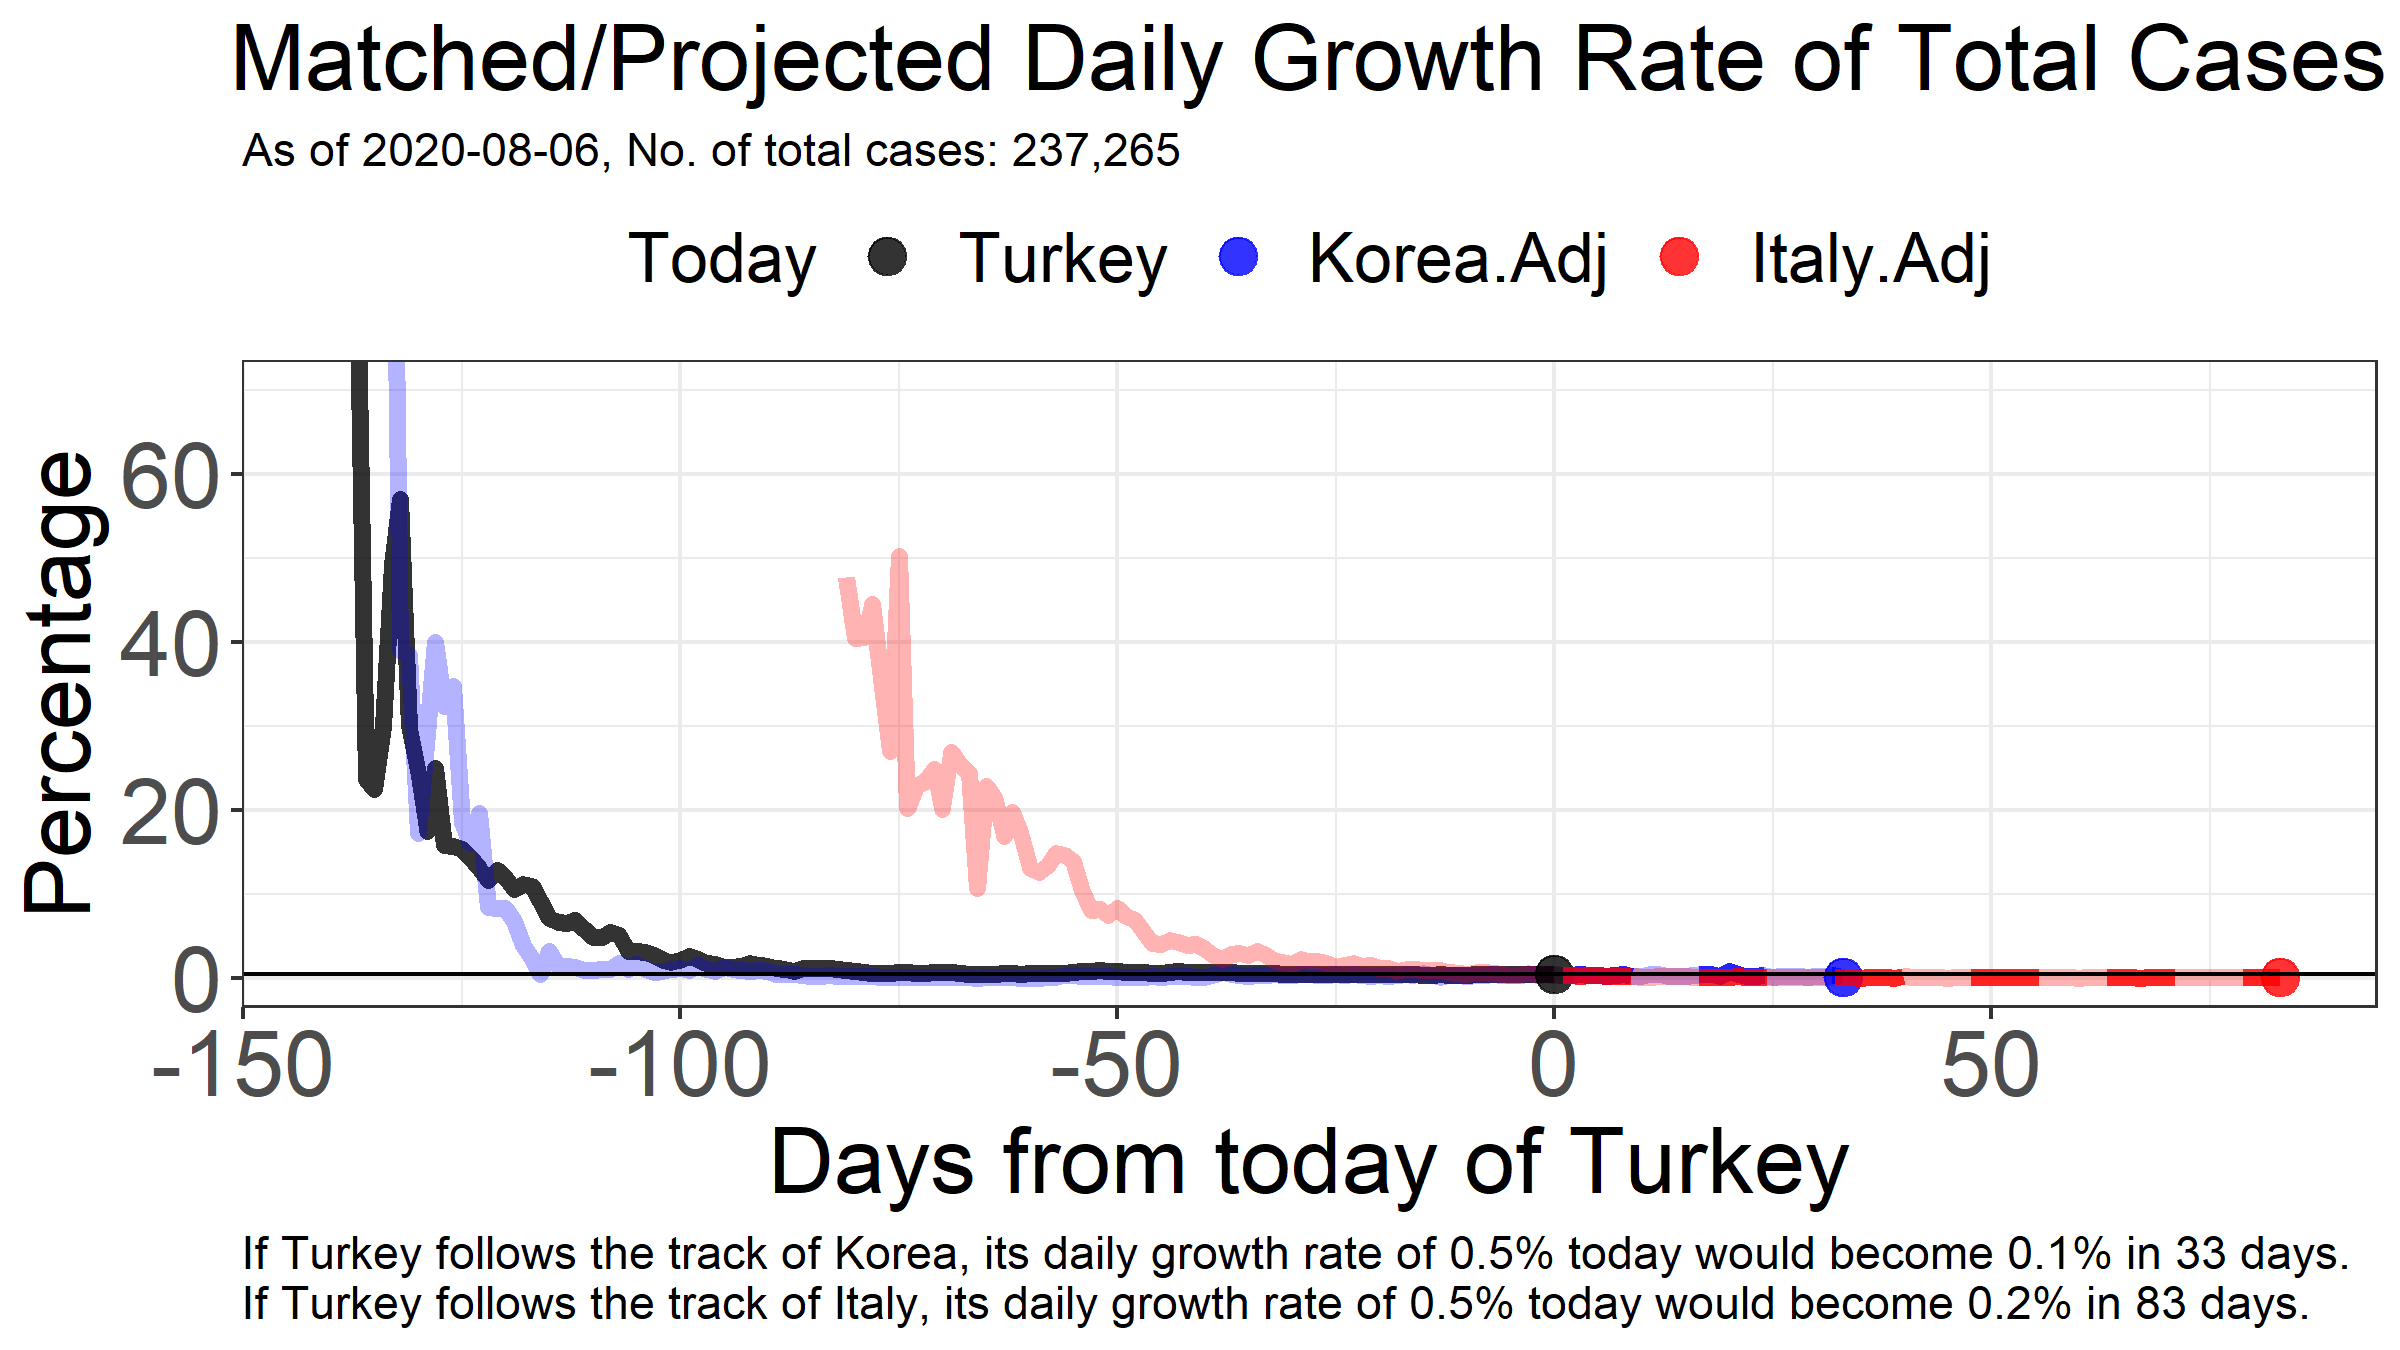 Matched/Projected Daily Growth Rate of Total Cases
As of 2020-08-06, No. of total cases: 237,265
Today Turkey Korea.Adj Italy.Adj
Percentage
60
40
20
0
-150 -100 -50 0 50
Days from today of Turkey
If Turkey follows the track of Korea, its daily growth rate of 0.5% today would become 0.1% in 33 days.
If Turkey follows the track of Italy, its daily growth rate of 0.5% today would become 0.2% in 83 days.